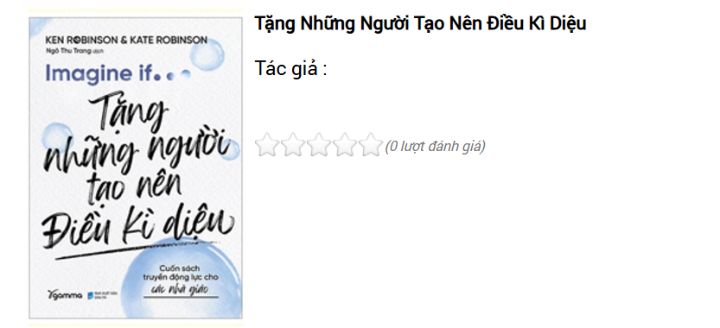 KEN ROBINSON & KATE ROBINSON
Ngô Thu Trang dịch
Imagine if...
Tặng
những người
tạo nên
Điều kì diệu
Cuốn sách
truyền động lực cho
các nhà giáo
gamma
Tặng Những Người Tạo Nên Điều Kì Diệu
Tác giả :
(0 lượt đánh giá)